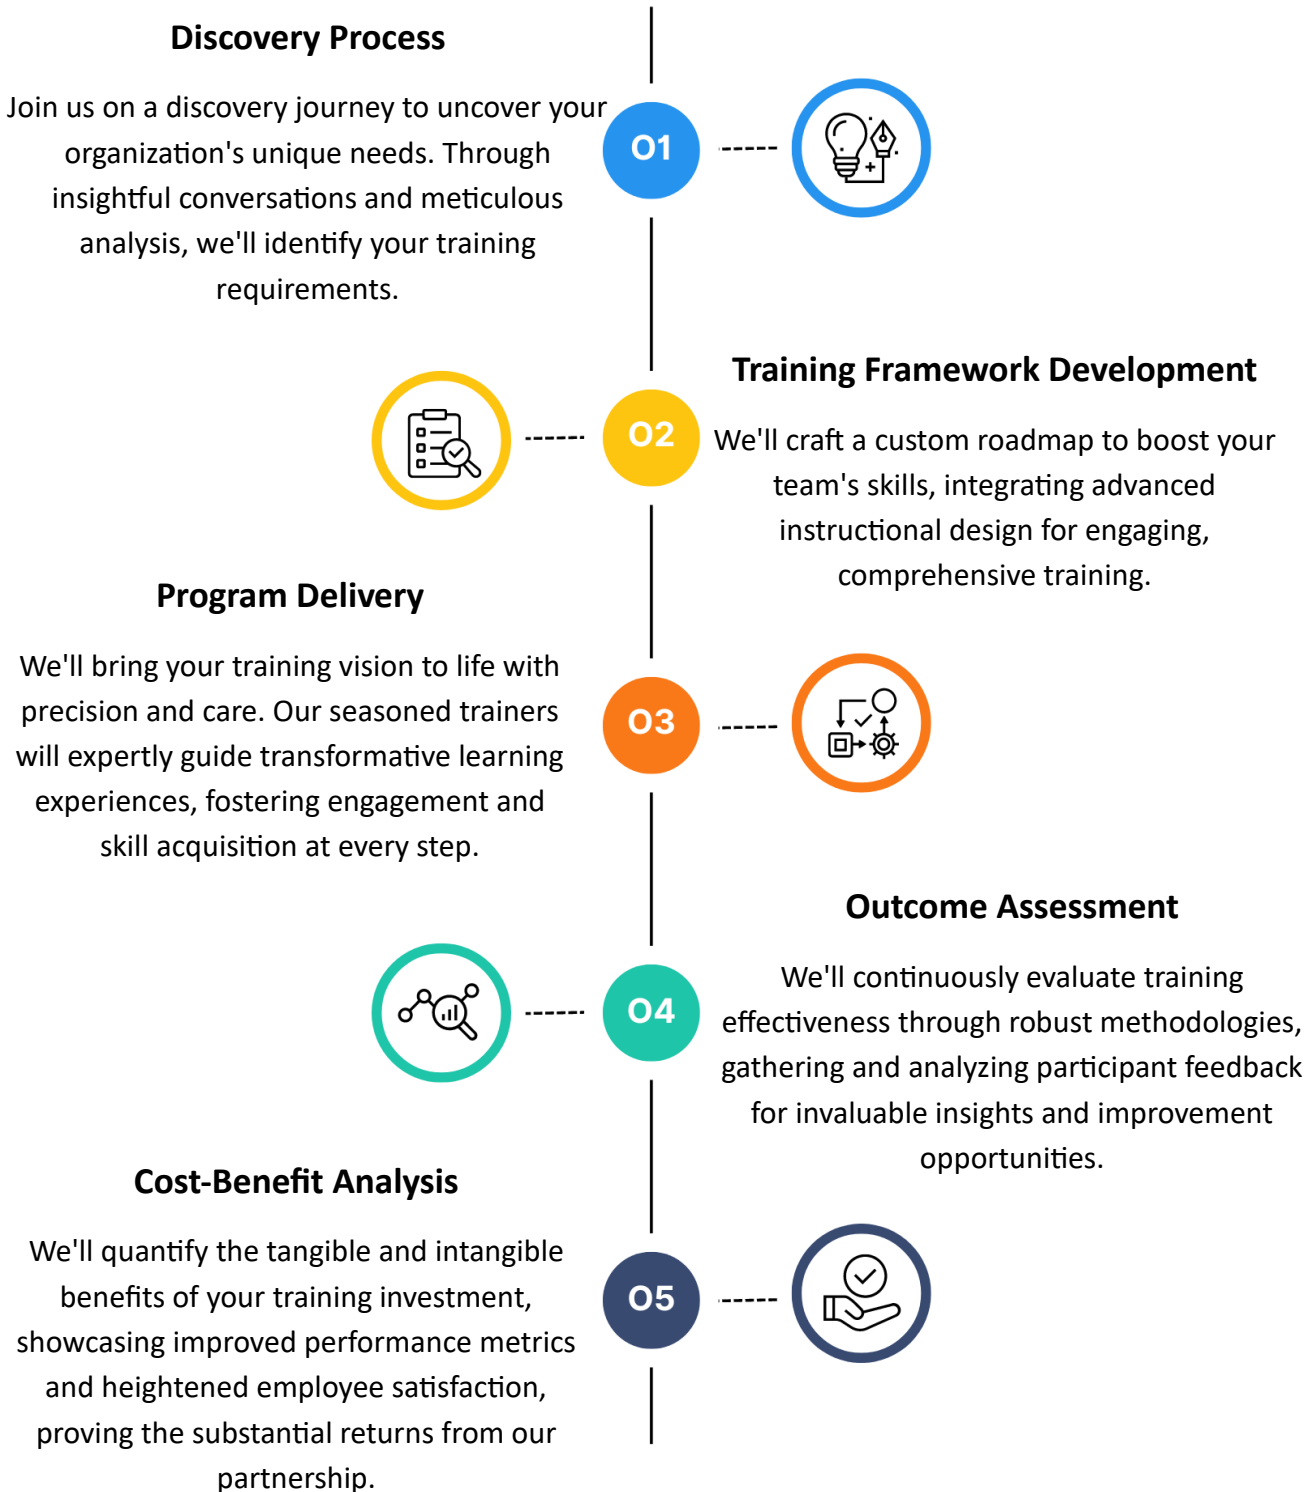 Discovery Process
Join us on a discovery journey to uncover your
organization's unique needs. Through
insightful conversations and meticulous
analysis, we'll identify your training
requirements.
01
Training Framework Development
02
We'll craft a custom roadmap to boost your
team's skills, integrating advanced
instructional design for engaging,
comprehensive training.
Program Delivery
We'll bring your training vision to life with
precision and care. Our seasoned trainers
will expertly guide transformative learning
experiences, fostering engagement and
skill acquisition at every step.
03
Outcome Assessment
04
We'll continuously evaluate training
effectiveness through robust methodologies,
gathering and analyzing participant feedback
for invaluable insights and improvement
opportunities.
Cost-Benefit Analysis
We'll quantify the tangible and intangible
benefits of your training investment,
showcasing improved performance metrics
and heightened employee satisfaction,
proving the substantial returns from our
partnership.
05